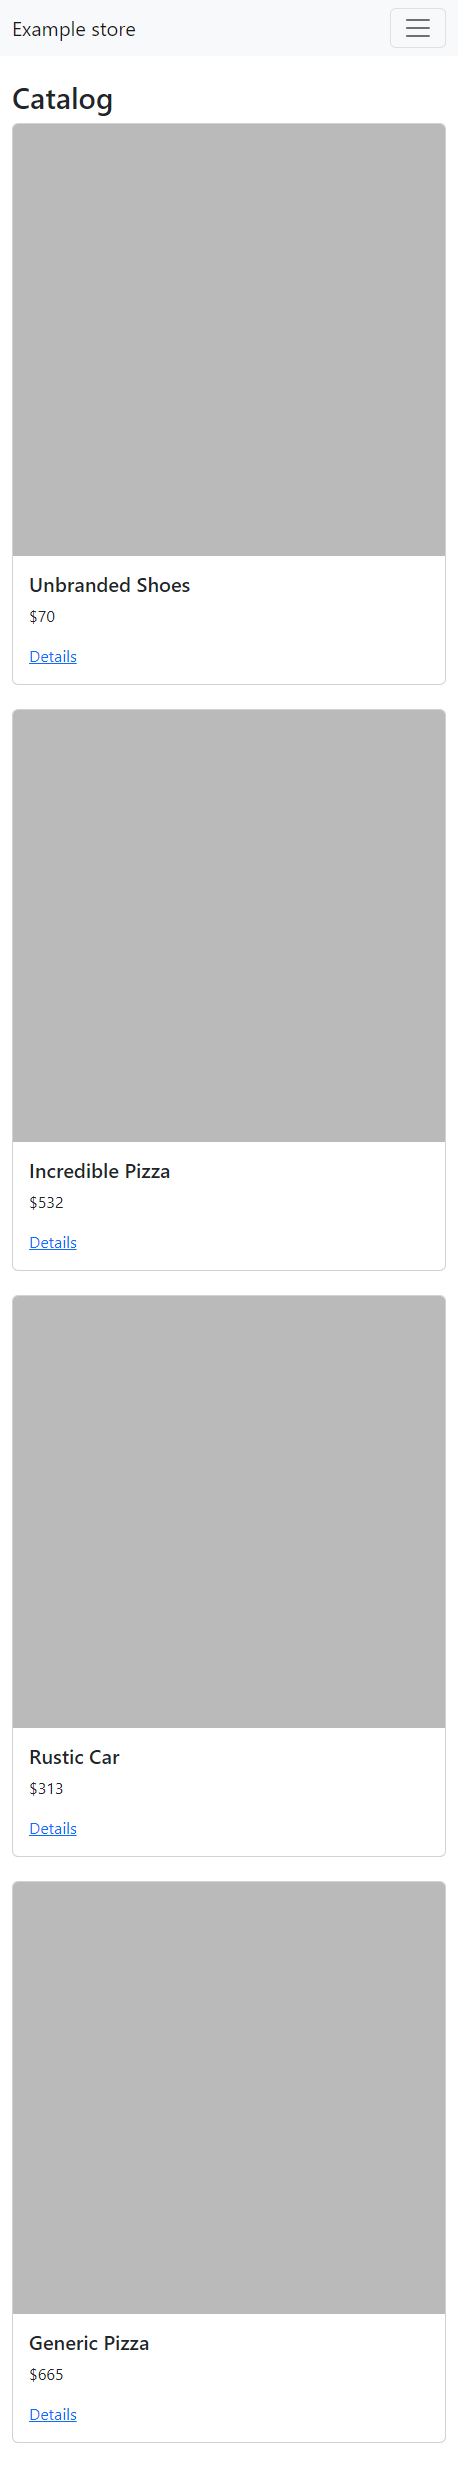 Example store
Catalog
Unbranded Shoes
$70
Details
Incredible Pizza
$532
Details
Rustic Car
$313
Details
Generic Pizza
$665
Details